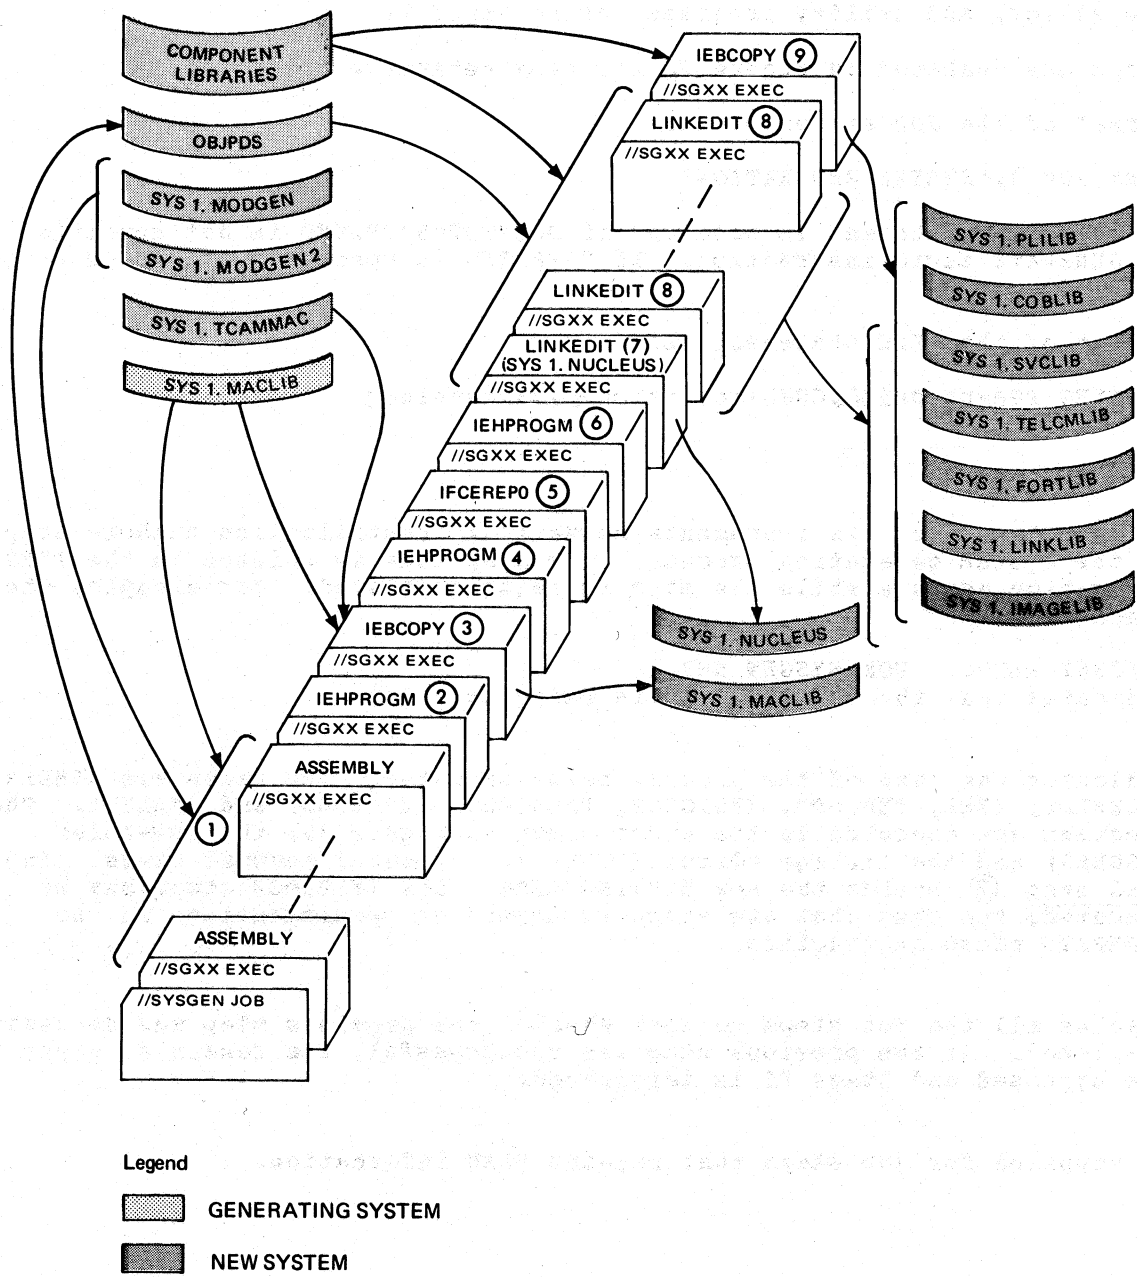 COMPONENT
LIBRARIES
OBJPDS
SYS 1. MODGEN
SYS 1. MODGEN 2
SYS 1. TCAMMAC
SYS 1. MACLIB
IEBCOPY 9
//SGXX EXEC
LINKEDIT 8
//SGXX EXEC
LINKEDIT 8
//SGXX EXEC
LINKEDIT (7)
(SYS 1. NUCLEUS)
//SGXX EXEC
IEHPROGM 6
//SGXX EXEC
IFCEREP0 5
//SGXX EXEC
IEHPROGM 4
//SGXX EXEC
IEBCOPY 3
//SGXX EXEC
IEHPROGM 2
//SGXX EXEC
ASSEMBLY
//SGXX EXEC
1
ASSEMBLY
//SGXX EXEC
//SYSGEN JOB
SYS 1. PLILIB
SYS 1. COBLIB
SYS 1. SVCLIB
SYS 1. TELCMLIB
SYS 1. FORTLIB
SYS 1. LINKLIB
SYS 1. IMAGELIB
SYS 1. NUCLEUS
SYS 1. MACLIB
Legend
GENERATING SYSTEM
NEW SYSTEM